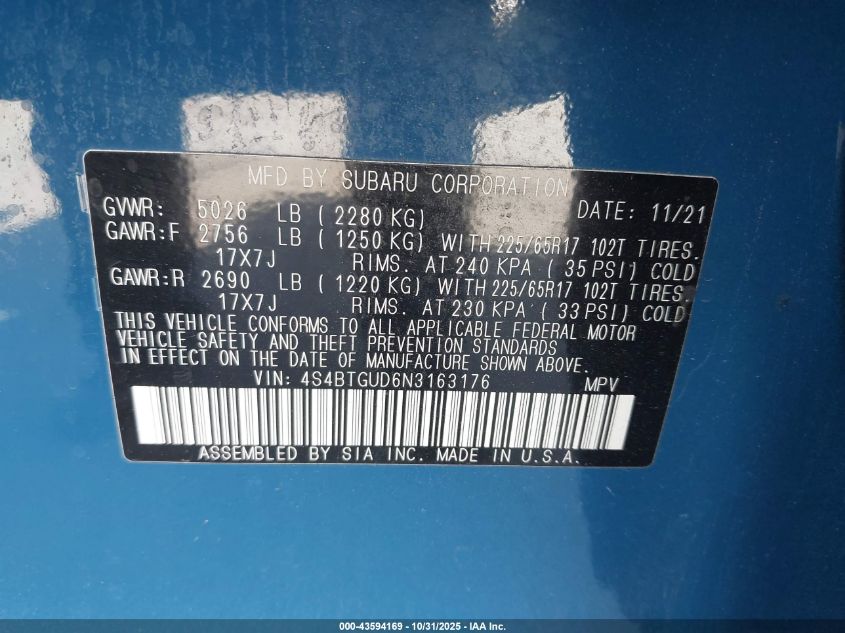 MFD BY SUBARU CORPORATION
GVWR: 5026 LB ( 2280 KG) DATE: 11/21
GAWR:F 2756 LB ( 1250 KG) WITH 225/65R17 102T TIRES.
17X7J RIMS. AT 240 KPA ( 35 PSI) COLD
GAWR:R 2690 LB ( 1220 KG) WITH 225/65R17 102T TIRES.
17X7J RIMS. AT 230 KPA ( 33 PSI) COLD
THIS VEHICLE CONFORMS TO ALL APPLICABLE FEDERAL MOTOR
VEHICLE SAFETY AND THEFT PREVENTION STANDARDS
IN EFFECT ON THE DATE OF MANUFACTURE SHOWN ABOVE.
VIN: 4S4BTGUD6N3163176 MPV
ASSEMBLED BY SIA INC. MADE IN U.S.A.
000-43594169 - 10/31/2025 - IAA Inc.